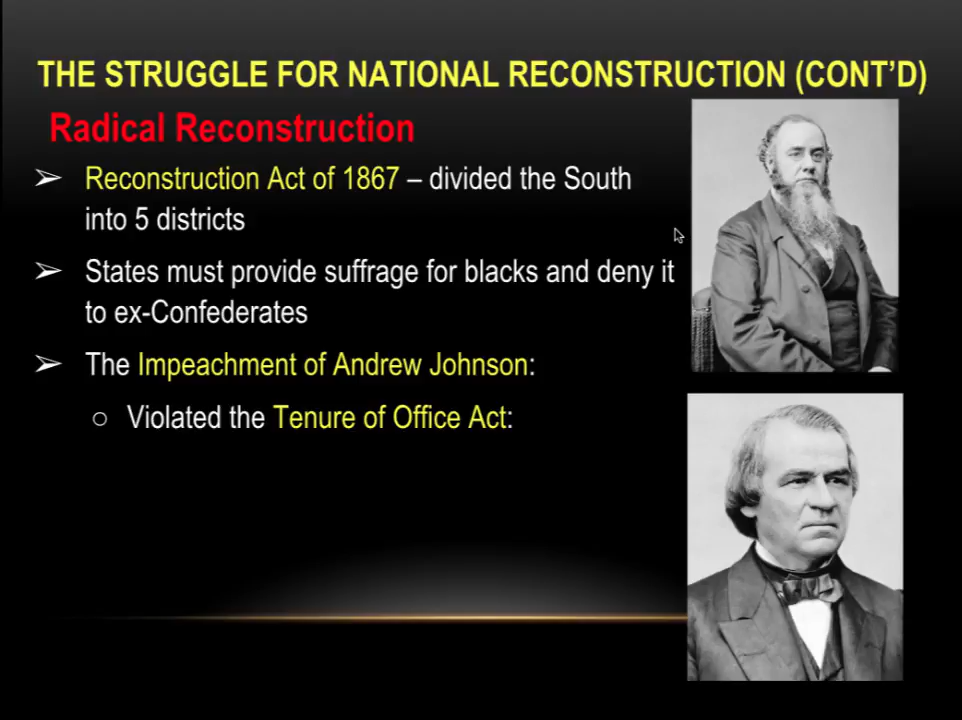 THE STRUGGLE FOR NATIONAL RECONSTRUCTION (CONT'D)
Radical Reconstruction
➢ Reconstruction Act of 1867 – divided the South
into 5 districts
➢ States must provide suffrage for blacks and deny it
to ex-Confederates
➢ The Impeachment of Andrew Johnson:
○ Violated the Tenure of Office Act: